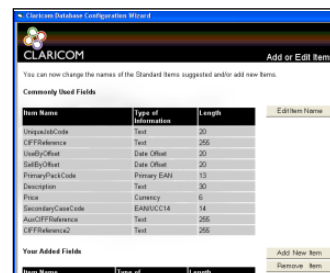 Claricom Database Configuration Wizard
CLARICOM
Add or Edit Item
You can now change the names of the Standard Items suggested and/or add new Items.
Commonly Used Fields
Item Name Type of Information Length
Edit Item Name
UniqueJobCode Text 20
CIFFReference Text 255
UseByOffset Date Offset 20
SellByOffset Date Offset 20
PrimaryPackCode Primary EAN 13
Description Text 30
Price Currency 6
SecondaryCaseCode EAN/UCC14 14
AuxCIFFReference Text 255
CIFFReference2 Text 255
Your Added Fields
Add New Item
Remove Item
Item Name Type of Length